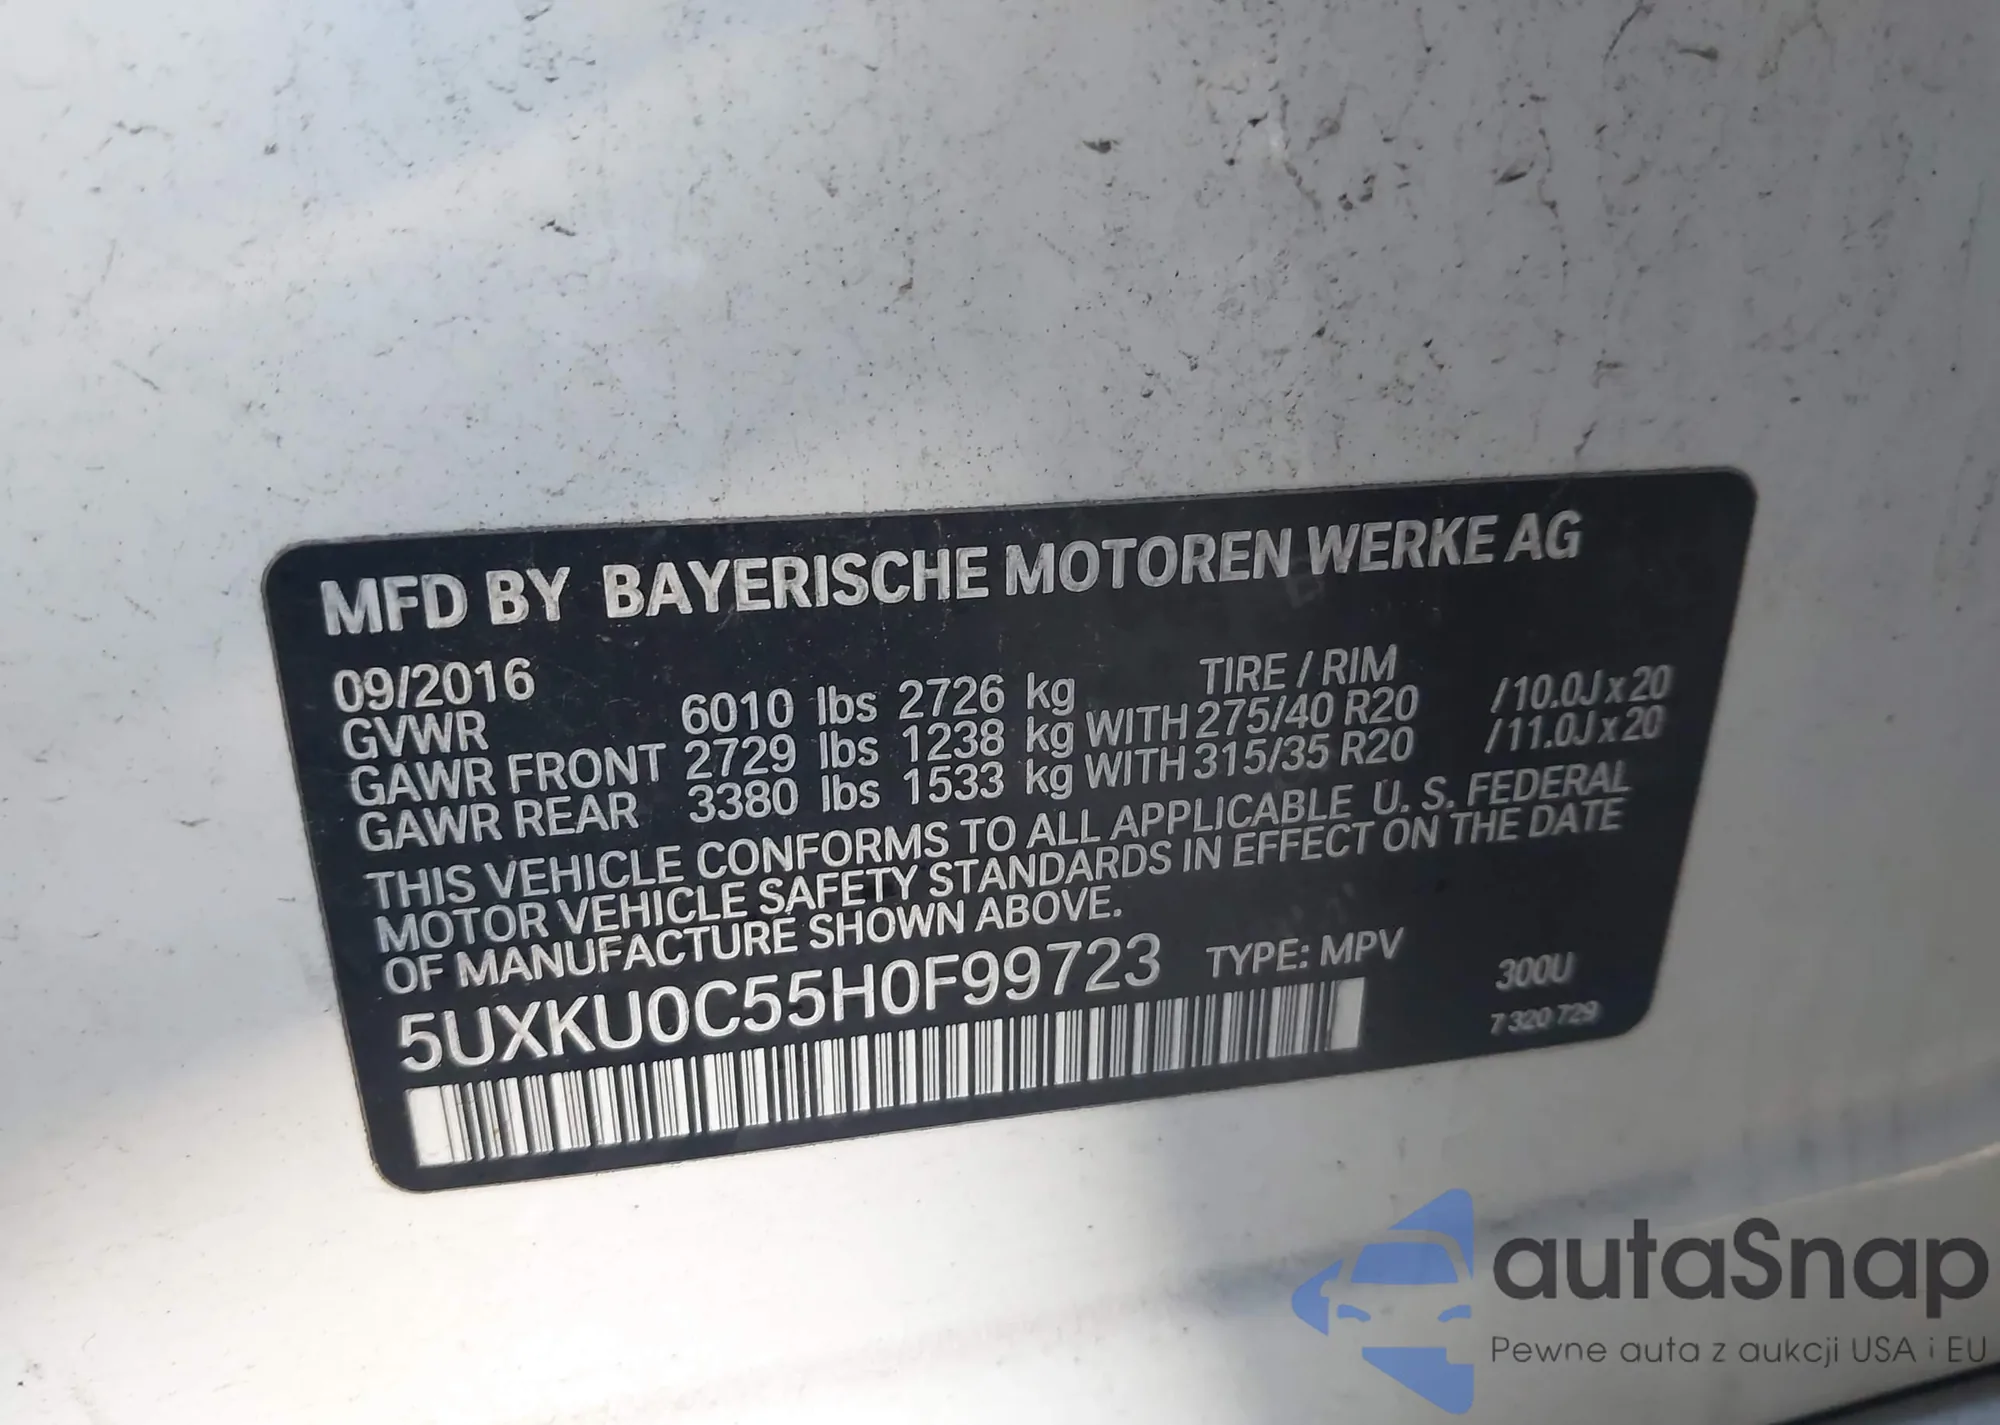 MFD BY BAYERISCHE MOTOREN WERKE AG
09/2016
GVWR 6010 lbs 2726 kg TIRE / RIM
GAWR FRONT 2729 lbs 1238 kg WITH 275/40 R20 /10.0J x 20
GAWR REAR 3380 lbs 1533 kg WITH 315/35 R20 /11.0J x 20
THIS VEHICLE CONFORMS TO ALL APPLICABLE U. S. FEDERAL
MOTOR VEHICLE SAFETY STANDARDS IN EFFECT ON THE DATE
OF MANUFACTURE SHOWN ABOVE.
5UXKU0C55H0F99723 TYPE: MPV 300U
7 320 729
autaSnap
Pewne auta z aukcji USA i EU